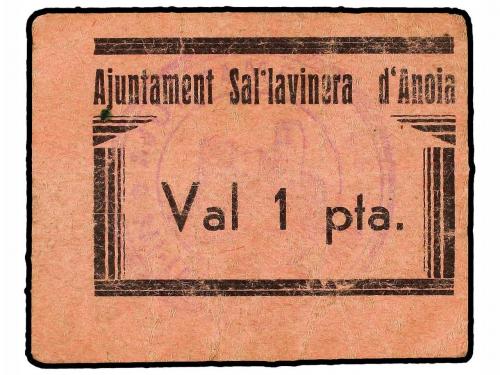 Ajuntament Sal·lavinera d'Anoia
Val 1 pta.